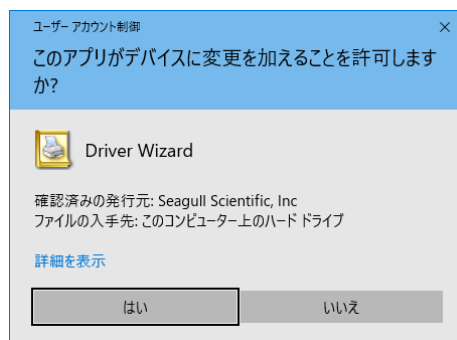 ユーザー アカウント制御
このアプリがデバイスに変更を加えることを許可します
か?
Driver Wizard
確認済みの発行元: Seagull Scientific, Inc
ファイルの入手先: このコンピューター上のハード ドライブ
詳細を表示
はい
いいえ